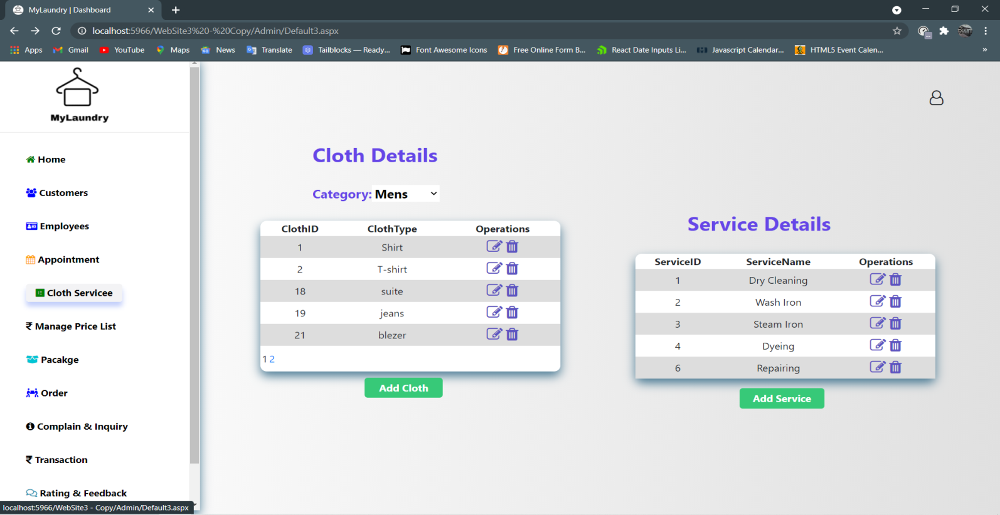 MyLaundry | Dashboard
localhost:5966/WebSite3%20-%20Copy/Admin/Default3.aspx
Apps Gmail YouTube Maps News Translate Tailblocks — Ready... Font Awesome Icons Free Online Form B... React Date Inputs Li... Javascript Calendar... HTML5 Event Calen... »
MyLaundry
Home
Customers
Employees
Appointment
Cloth Servicee
₹ Manage Price List
Pacakge
Order
Complain & Inquiry
₹ Transaction
Rating & Feedback
localhost:5966/WebSite3 - Copy/Admin/Default3.aspx
Cloth Details
Category: Mens
ClothID ClothType Operations
1 Shirt
2 T-shirt
18 suite
19 jeans
21 blezer
1 2
Add Cloth
Service Details
ServiceID ServiceName Operations
1 Dry Cleaning
2 Wash Iron
3 Steam Iron
4 Dyeing
6 Repairing
Add Service